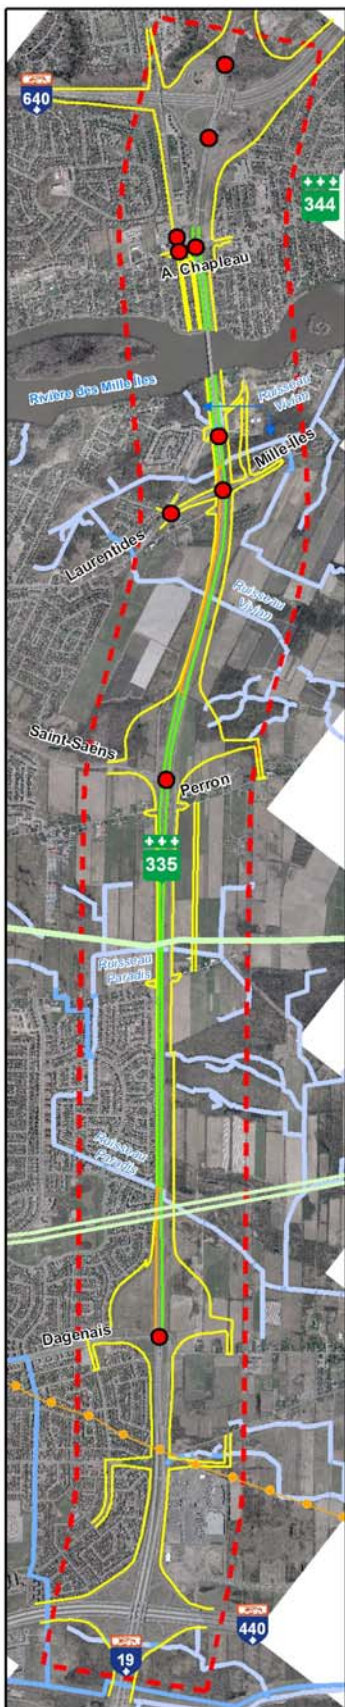 640
344
A. Chapleau
Rivière des Mille Îles
Ruisseau
Vivian
Mille-Îles
Laurentides
Ruisseau
Vivian
Saint-Saëns
Perron
335
Ruisseau
Paradis
Ruisseau
Paradis
Dagenais
440
19